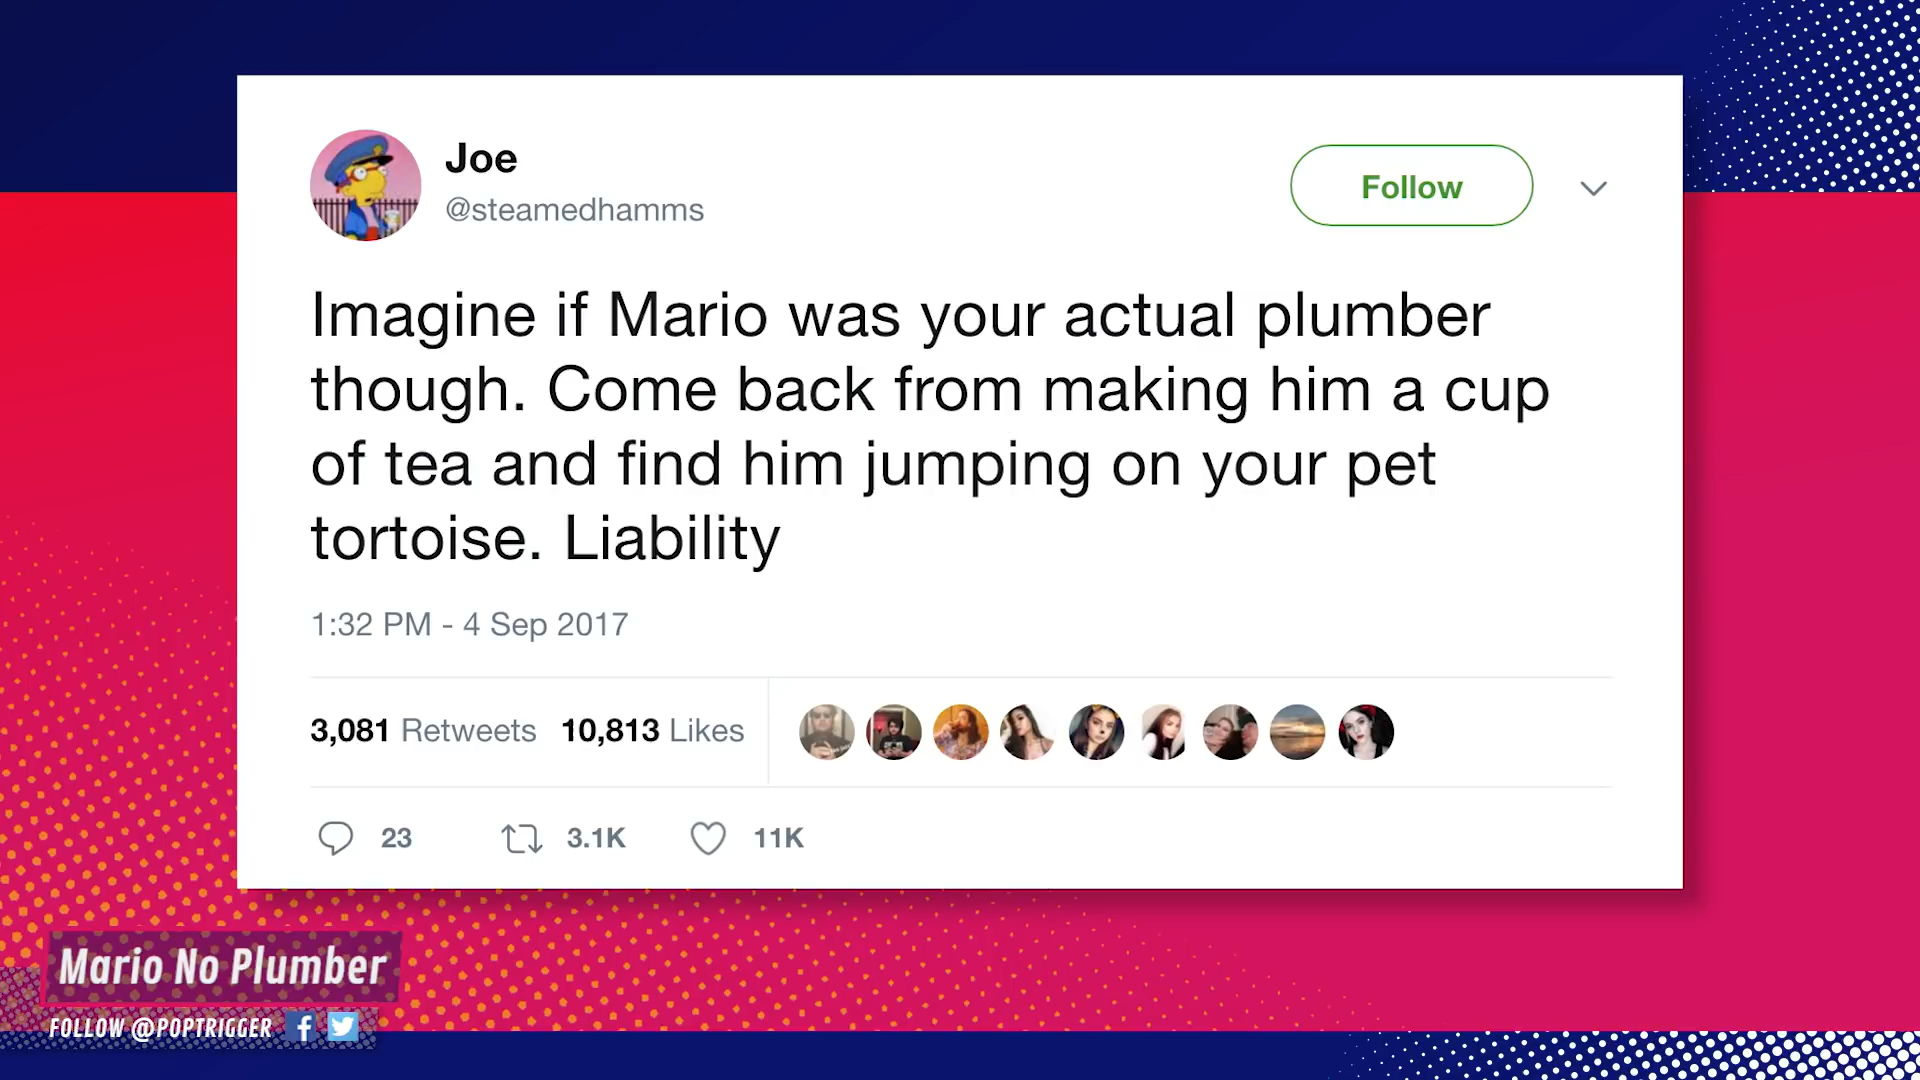 Joe
@steamedhamms
Follow
Imagine if Mario was your actual plumber
though. Come back from making him a cup
of tea and find him jumping on your pet
tortoise. Liability
1:32 PM - 4 Sep 2017
3,081 Retweets 10,813 Likes
23 3.1K 11K
Mario No Plumber
FOLLOW @POPTRIGGER